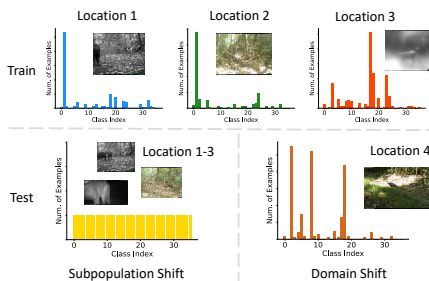 Location 1
Location 2
Location 3
Train
Num. of Examples
0 10 20 30
Class Index
Num. of Examples
0 10 20 30
Class Index
Num. of Examples
0 10 20 30
Class Index
Test
Location 1-3
Num. of Examples
0 10 20 30
Class Index
Subpopulation Shift
Location 4
Num. of Examples
0 10 20 30
Class Index
Domain Shift